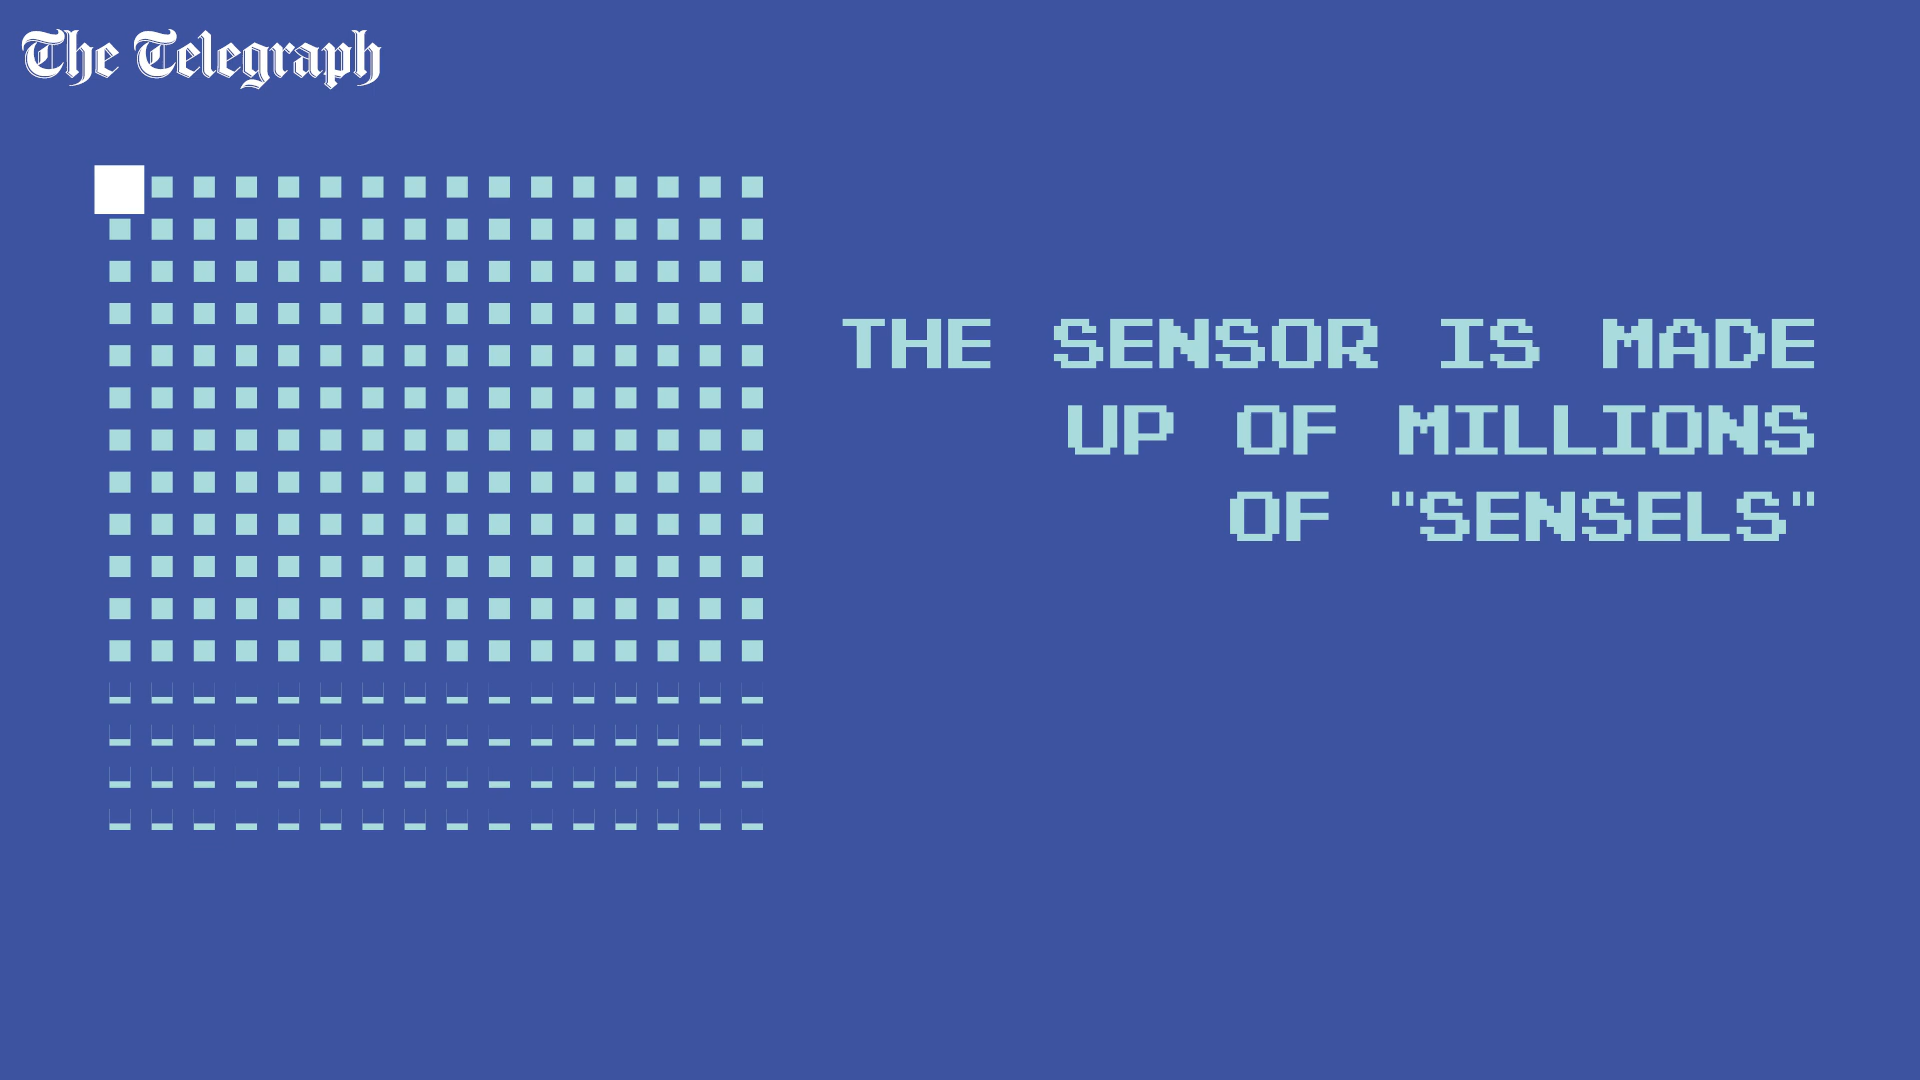 The Telegraph
THE SENSOR IS MADE
UP OF MILLIONS
OF "SENSELS"